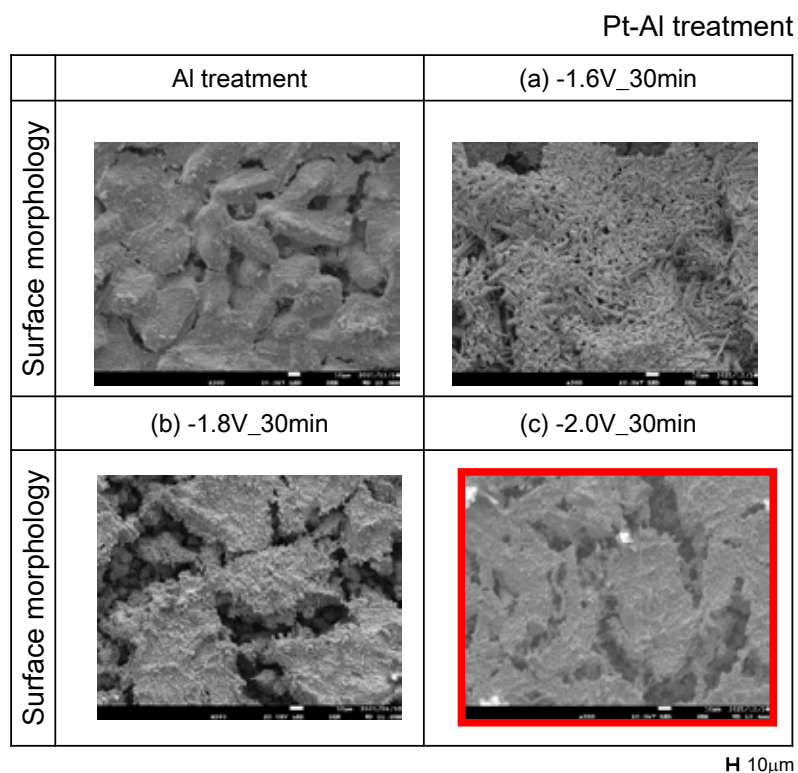 Pt-Al treatment
Al treatment
(a) -1.6V_30min
Surface morphology
(b) -1.8V_30min
(c) -2.0V_30min
Surface morphology
10μm